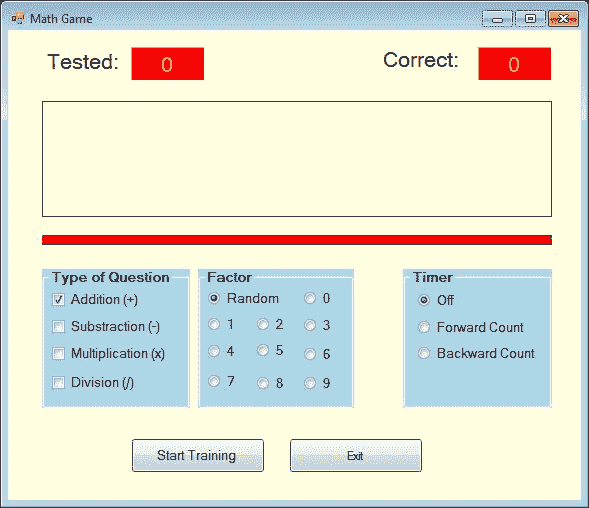 Math Game
Tested: 0 Correct: 0
Type of Question
Addition (+)
Substraction (-)
Multiplication (x)
Division (/)
Factor
Random 0
1 2 3
4 5 6
7 8 9
Timer
Off
Forward Count
Backward Count
Start Training Exit